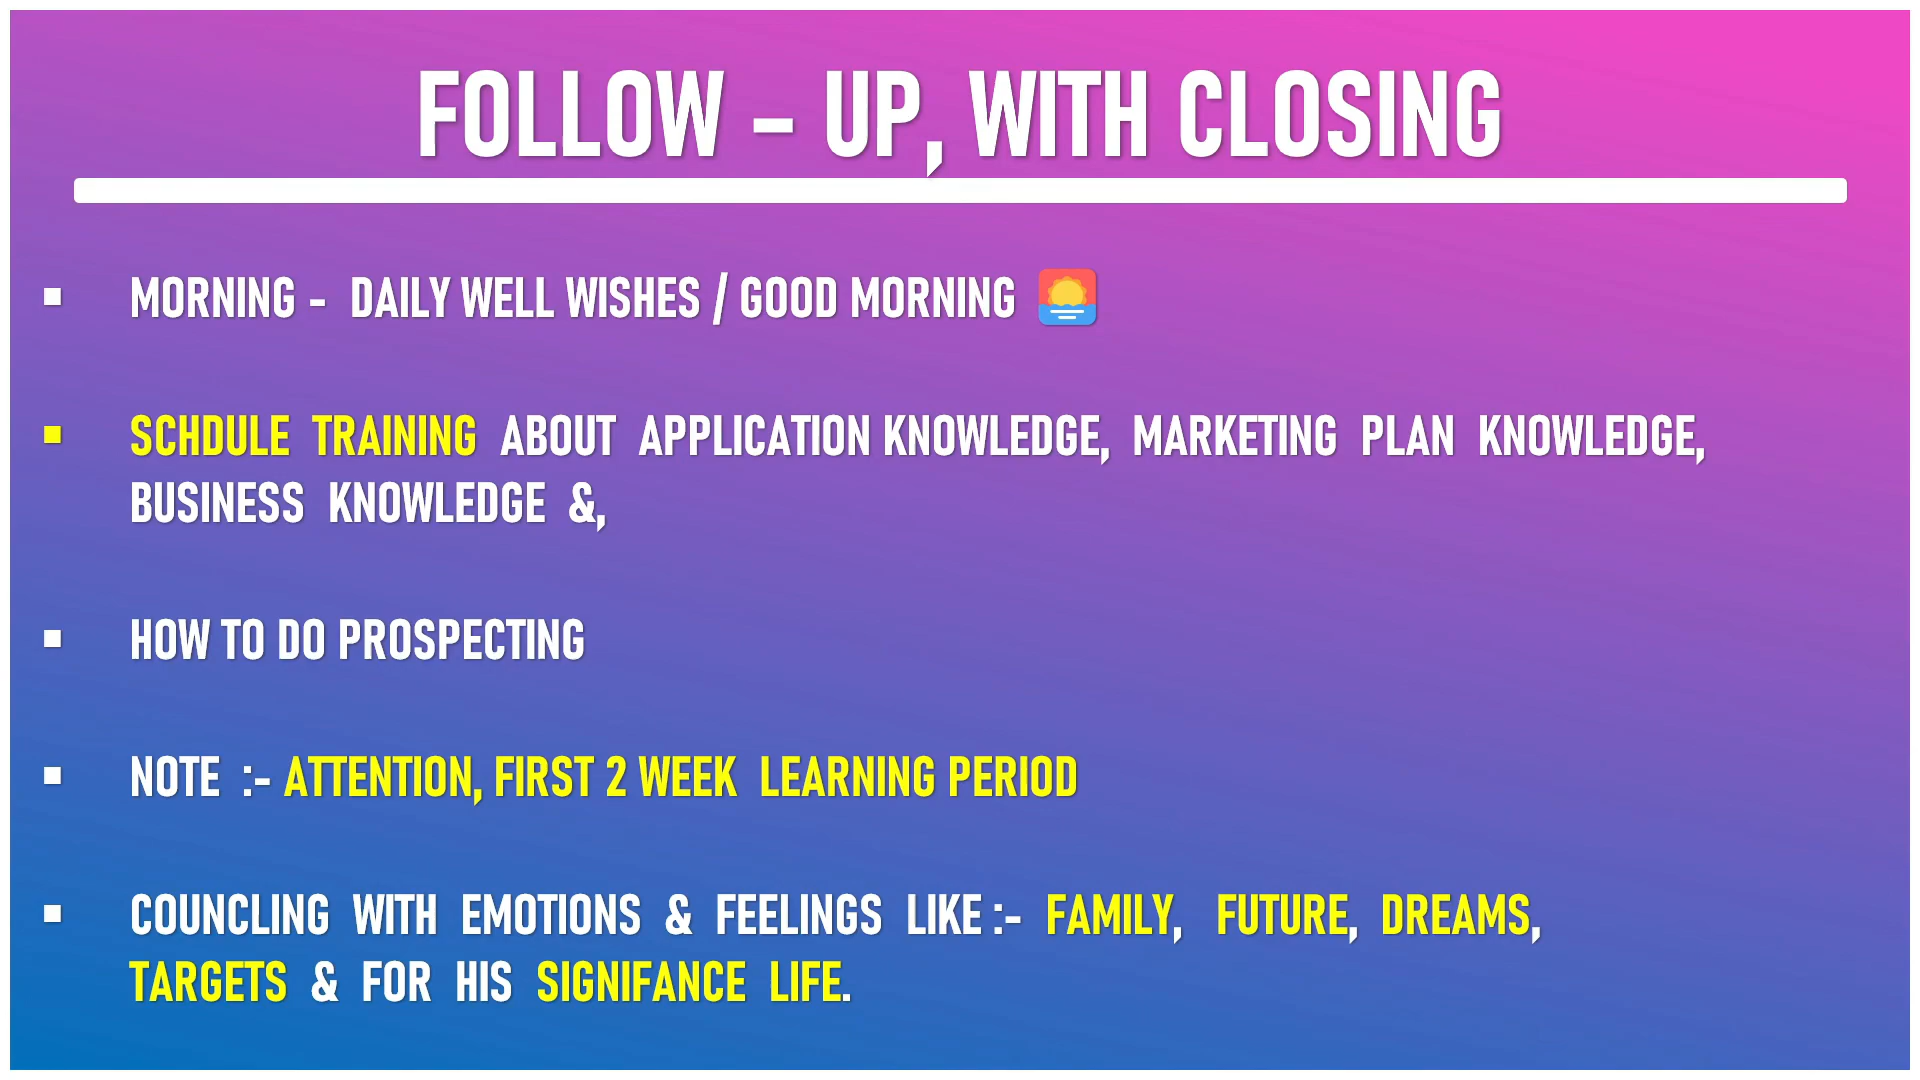 FOLLOW - UP, WITH CLOSING
▪ MORNING - DAILY WELL WISHES / GOOD MORNING 🌅
▪ SCHDULE TRAINING ABOUT APPLICATION KNOWLEDGE, MARKETING PLAN KNOWLEDGE,
BUSINESS KNOWLEDGE &,
▪ HOW TO DO PROSPECTING
▪ NOTE :- ATTENTION, FIRST 2 WEEK LEARNING PERIOD
▪ COUNCLING WITH EMOTIONS & FEELINGS LIKE :- FAMILY, FUTURE, DREAMS,
TARGETS & FOR HIS SIGNIFANCE LIFE.